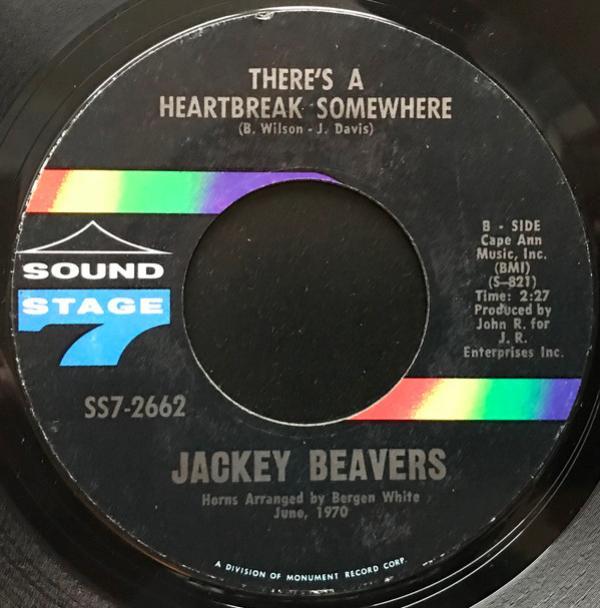 THERE'S A
HEARTBREAK SOMEWHERE
(B. Wilson - J. Davis)
SOUND
STAGE
7
SS7-2662
B - SIDE
Cape Ann
Music, Inc.
(BMI)
(S-821)
Time: 2:27
Produced by
John R. for
J. R.
Enterprises Inc.
JACKEY BEAVERS
Horns Arranged by Bergen White
June, 1970
A DIVISION OF MONUMENT RECORD CORP.